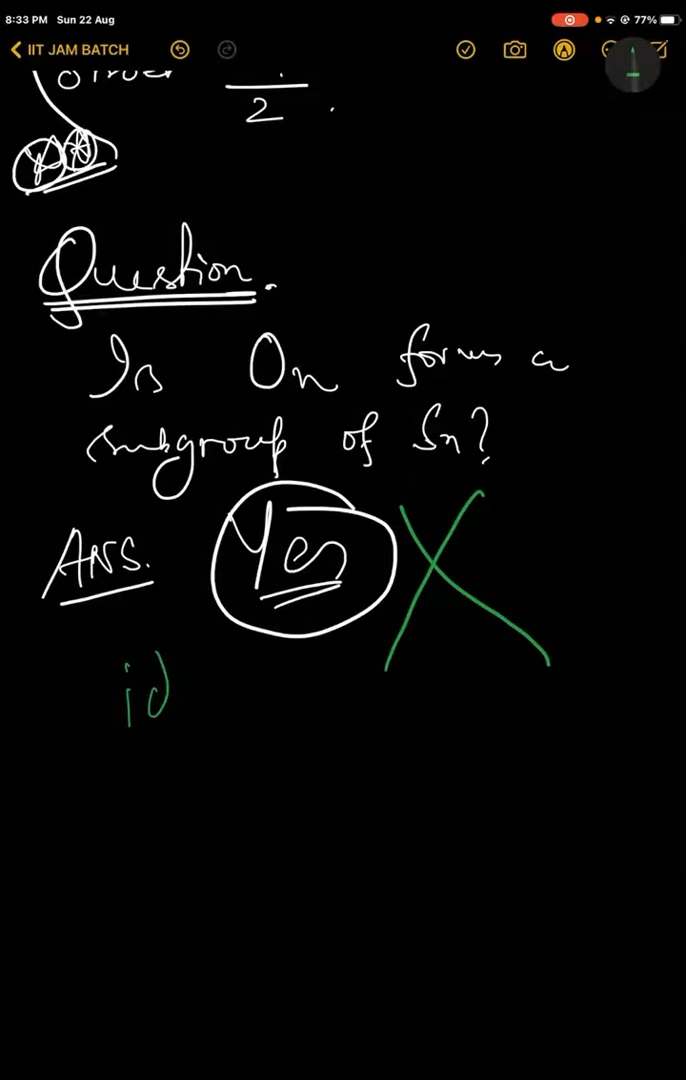 8:33 PM Sun 22 Aug 77%
IIT JAM BATCH
2 .
Question.
Is On forms a
subgroup of Sn?
ANS. Yes
id